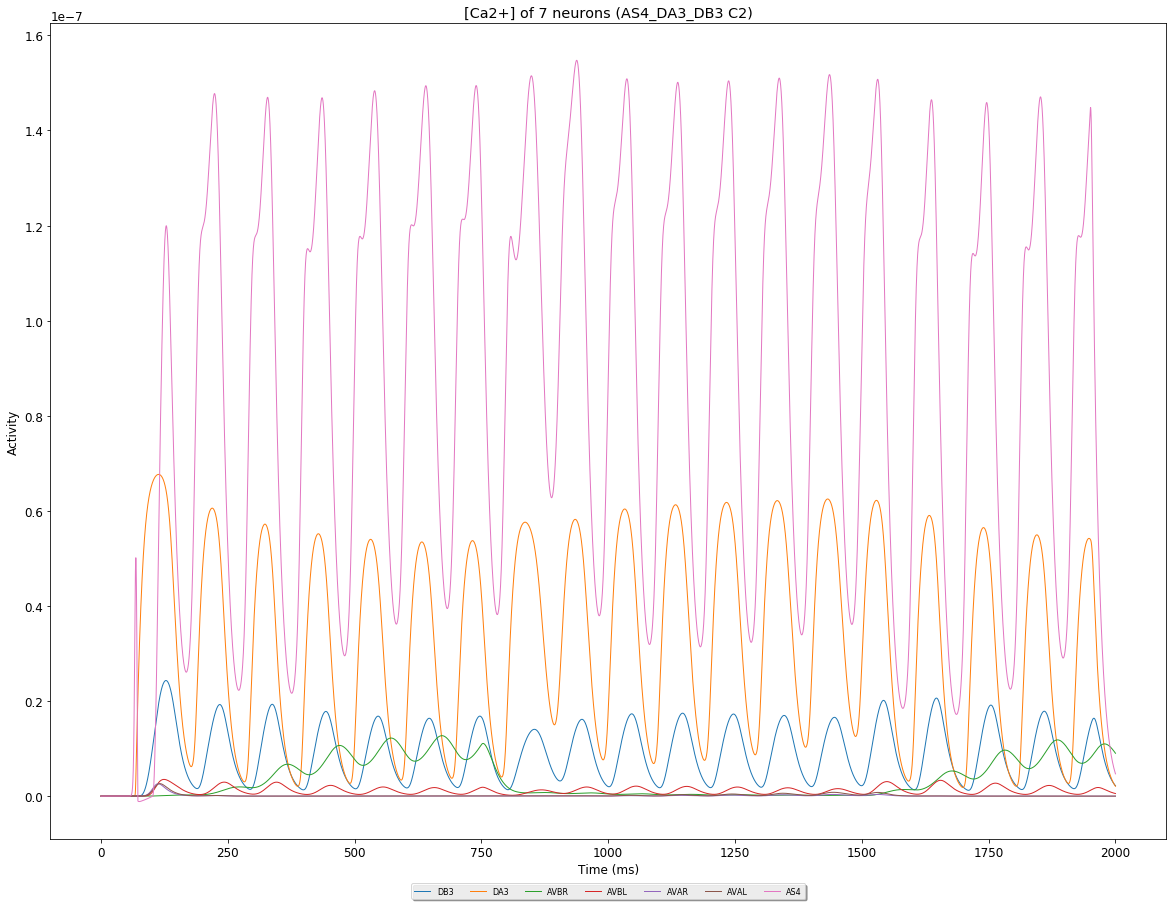 [Ca2+] of 7 neurons (AS4_DA3_DB3 C2)
1e−7
1.6
1.4
1.2
1.0
0.8
0.6
0.4
0.2
0.0
Activity
0 250 500 750 1000 1250 1500 1750 2000
Time (ms)
DB3 DA3 AVBR AVBL AVAR AVAL AS4